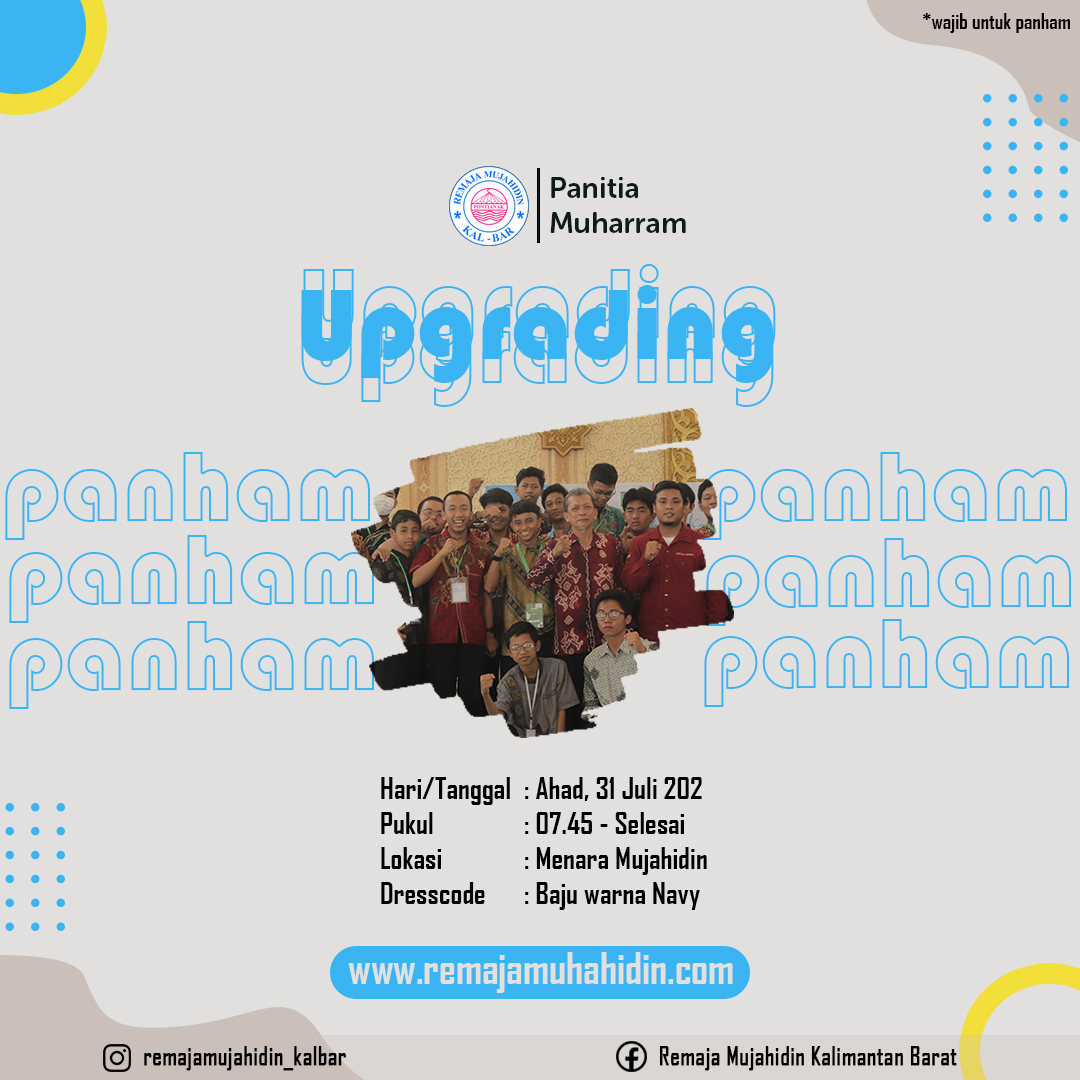 *wajib untuk panham
REMAJA MUJAHIDIN
PONTIANAK
KAL-BAR
Panitia
Muharram
Upgrading
panham panham
panham panham
panham panham
Hari/Tanggal : Ahad, 31 Juli 202
Pukul : 07.45 - Selesai
Lokasi : Menara Mujahidin
Dresscode : Baju warna Navy
www.remajamuhahidin.com
remajamujahidin_kalbar
Remaja Mujahidin Kalimantan Barat